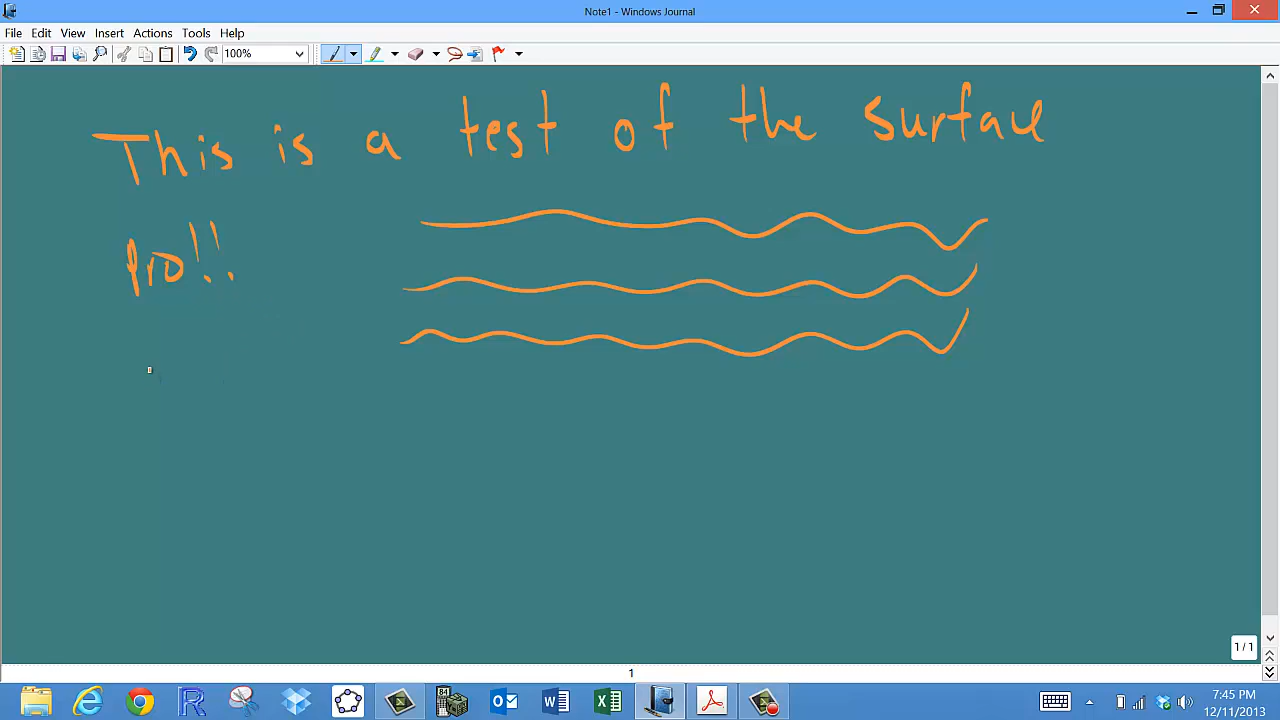 Note1 - Windows Journal
File Edit View Insert Actions Tools Help
100%
This is a test of the surface
pro!!
1 / 1
1
7:45 PM
12/11/2013